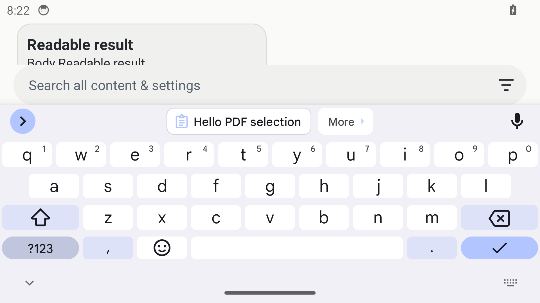 8:22
Readable result
Body Readable result
Search all content & settings
Hello PDF selection More
q 1 w 2 e 3 r 4 t 5 y 6 u 7 i 8 o 9 p 0
a s d f g h j k l
z x c v b n m
?123 , .